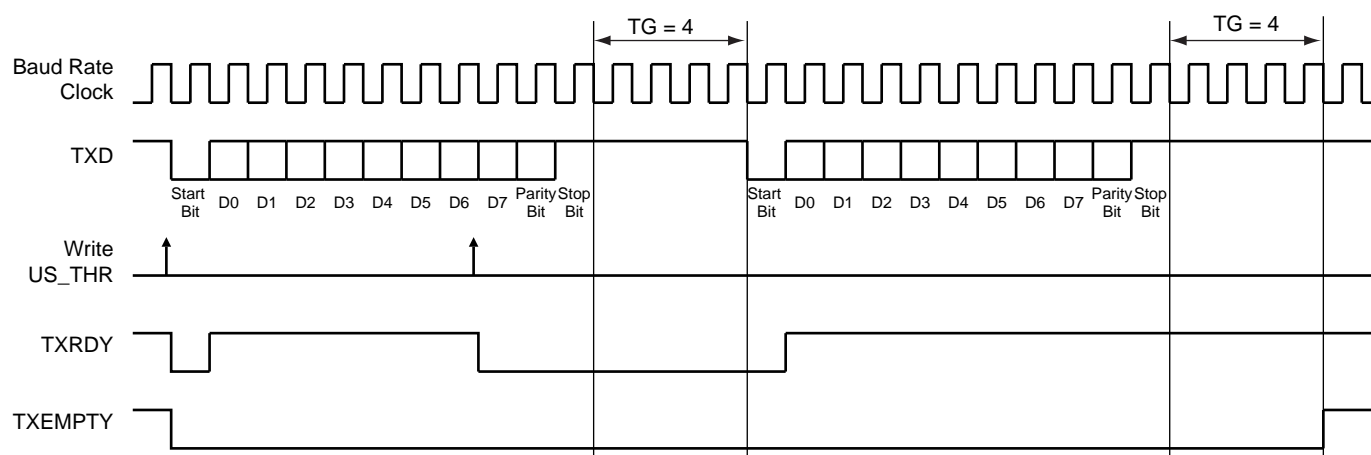 TG = 4
TG = 4
Baud Rate
Clock
TXD
Start
Bit
D0
D1
D2
D3
D4
D5
D6
D7
Parity
Bit
Stop
Bit
Start
Bit
D0
D1
D2
D3
D4
D5
D6
D7
Parity
Bit
Stop
Bit
Write
US_THR
TXRDY
TXEMPTY